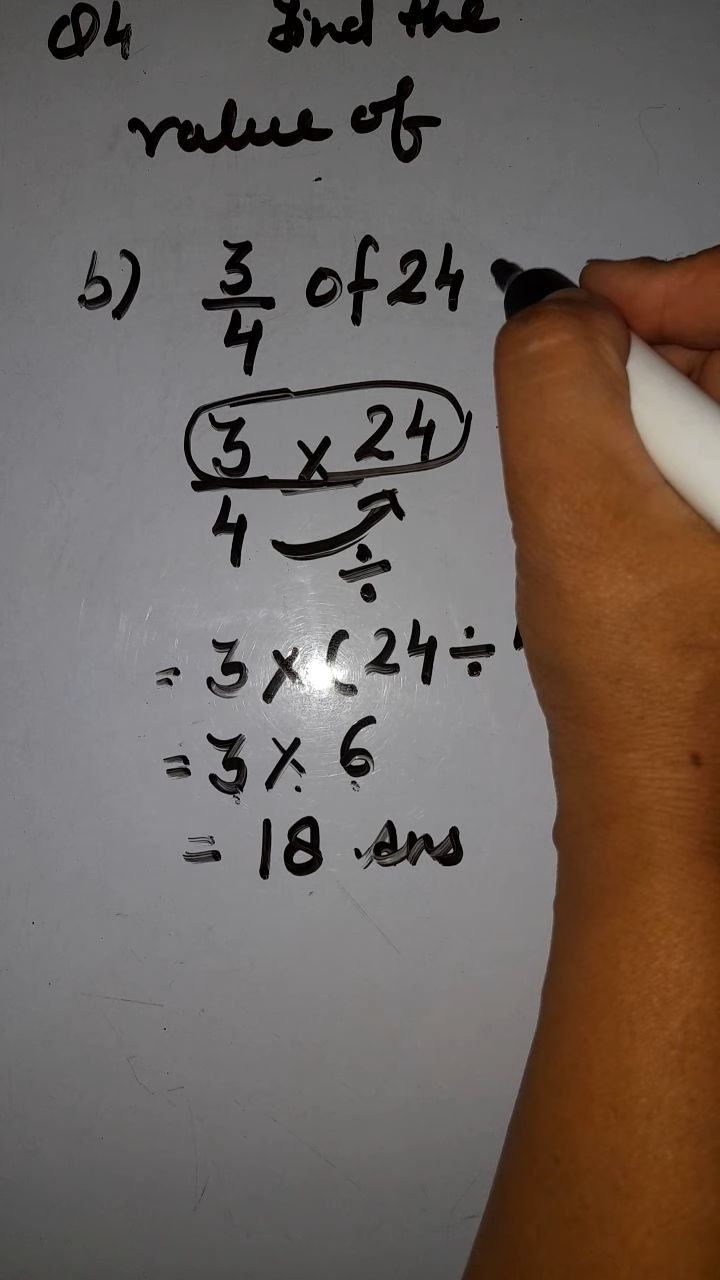 Q4 Find the
value of
b) 3/4 of 24
3 × 24
4 ÷
= 3 × ( 24 ÷
= 3 × 6
= 18 Ans